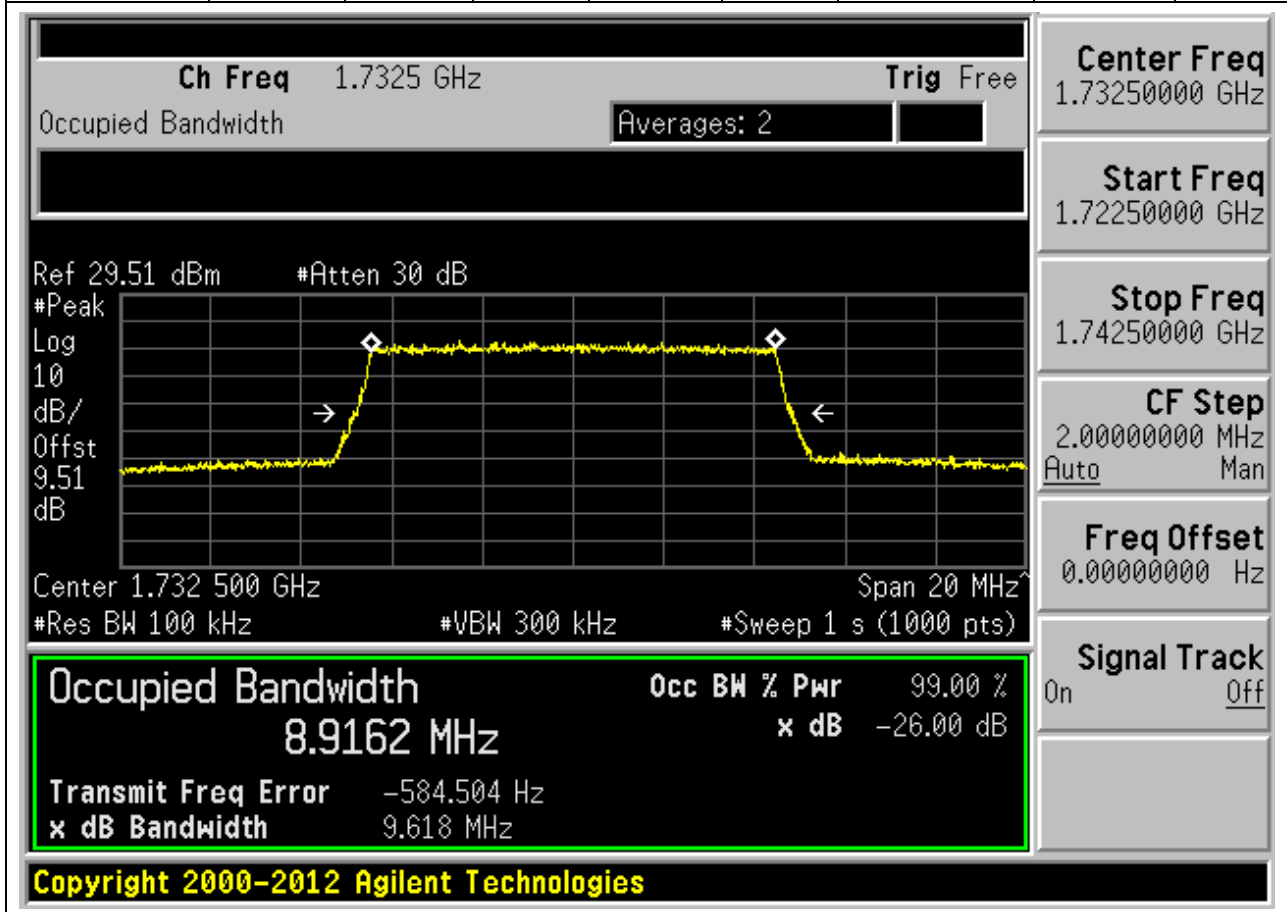 Ch Freq 1.7325 GHz Trig Free
Occupied Bandwidth Averages: 2
Ref 29.51 dBm #Atten 30 dB
#Peak
Log
10
dB/
Offst
9.51
dB
Center 1.732 500 GHz Span 20 MHz^
#Res BW 100 kHz #VBW 300 kHz #Sweep 1 s (1000 pts)
Occupied Bandwidth Occ BW % Pwr 99.00 %
8.9162 MHz x dB -26.00 dB
Transmit Freq Error -584.504 Hz
x dB Bandwidth 9.618 MHz
Copyright 2000-2012 Agilent Technologies
Center Freq
1.73250000 GHz
Start Freq
1.72250000 GHz
Stop Freq
1.74250000 GHz
CF Step
2.00000000 MHz
Auto Man
Freq Offset
0.00000000 Hz
Signal Track
On Off